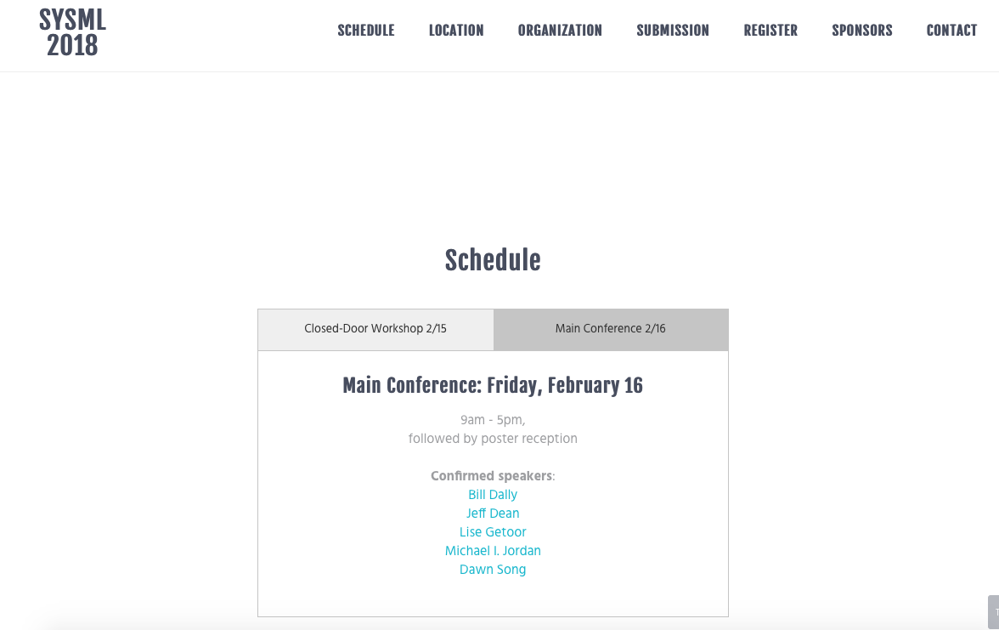 SYSML
2018
SCHEDULE LOCATION ORGANIZATION SUBMISSION REGISTER SPONSORS CONTACT
Schedule
Closed-Door Workshop 2/15 Main Conference 2/16
Main Conference: Friday, February 16
9am - 5pm,
followed by poster reception
Confirmed speakers:
Bill Dally
Jeff Dean
Lise Getoor
Michael I. Jordan
Dawn Song